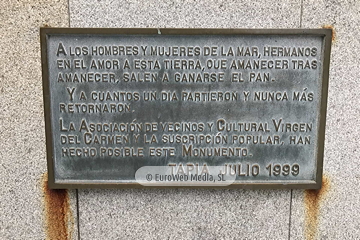 A LOS HOMBRES Y MUJERES DE LA MAR, HERMANOS
EN EL AMOR A ESTA TIERRA, QUE AMANECER TRAS
AMANECER, SALEN A GANARSE EL PAN.
Y A CUANTOS UN DIA PARTIERON Y NUNCA MAS
RETORNARON.
LA ASOCIACIÓN DE VECINOS Y CULTURAL VIRGEN
DEL CARMEN Y LA SUSCRIPCIÓN POPULAR, HAN
HECHO POSIBLE ESTE MONUMENTO.
TAPIA, JULIO 1999
© EuroWeb Media, SL